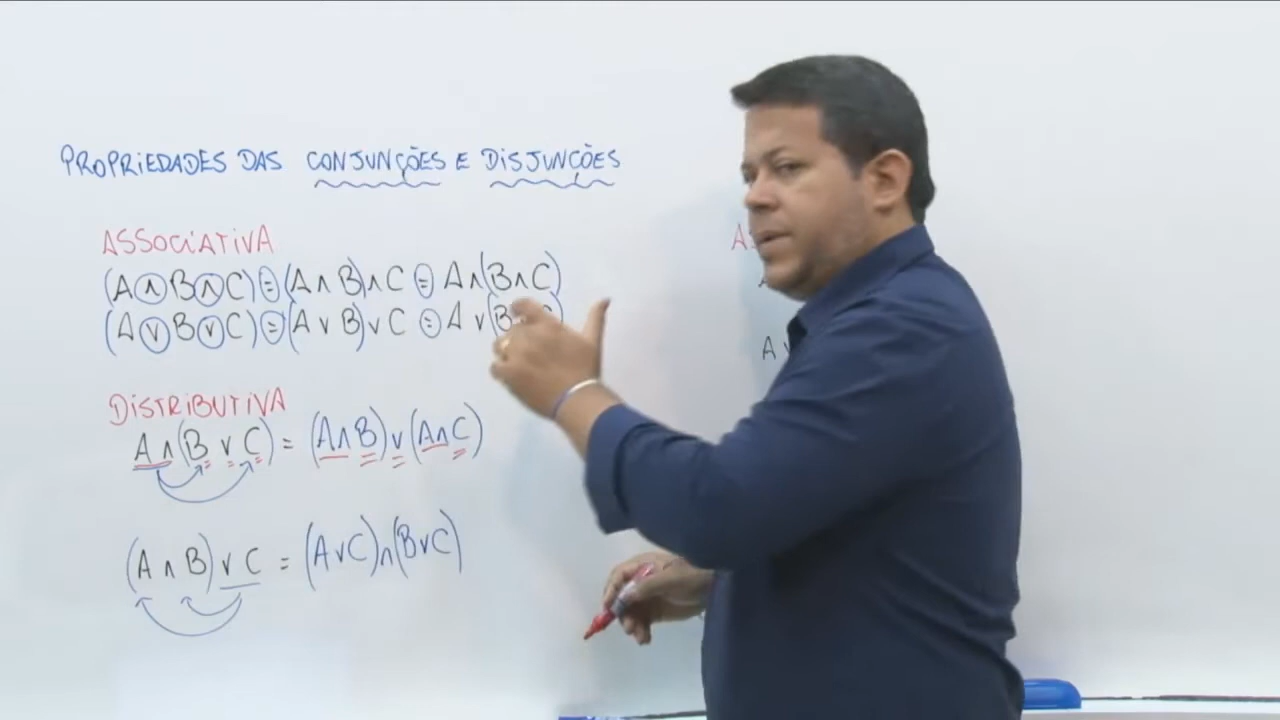 PROPRIEDADES DAS CONJUNÇÕES E DISJUNÇÕES
ASSOCIATIVA
(A ∧ B ∧ C) = (A ∧ B) ∧ C = A ∧ (B ∧ C)
(A ∨ B ∨ C) = (A ∨ B) ∨ C = A ∨ (B
DISTRIBUTIVA
A ∧ (B ∨ C) = (A ∧ B) ∨ (A ∧ C)
(A ∧ B) ∨ C = (A ∨ C) ∧ (B ∨ C)
A